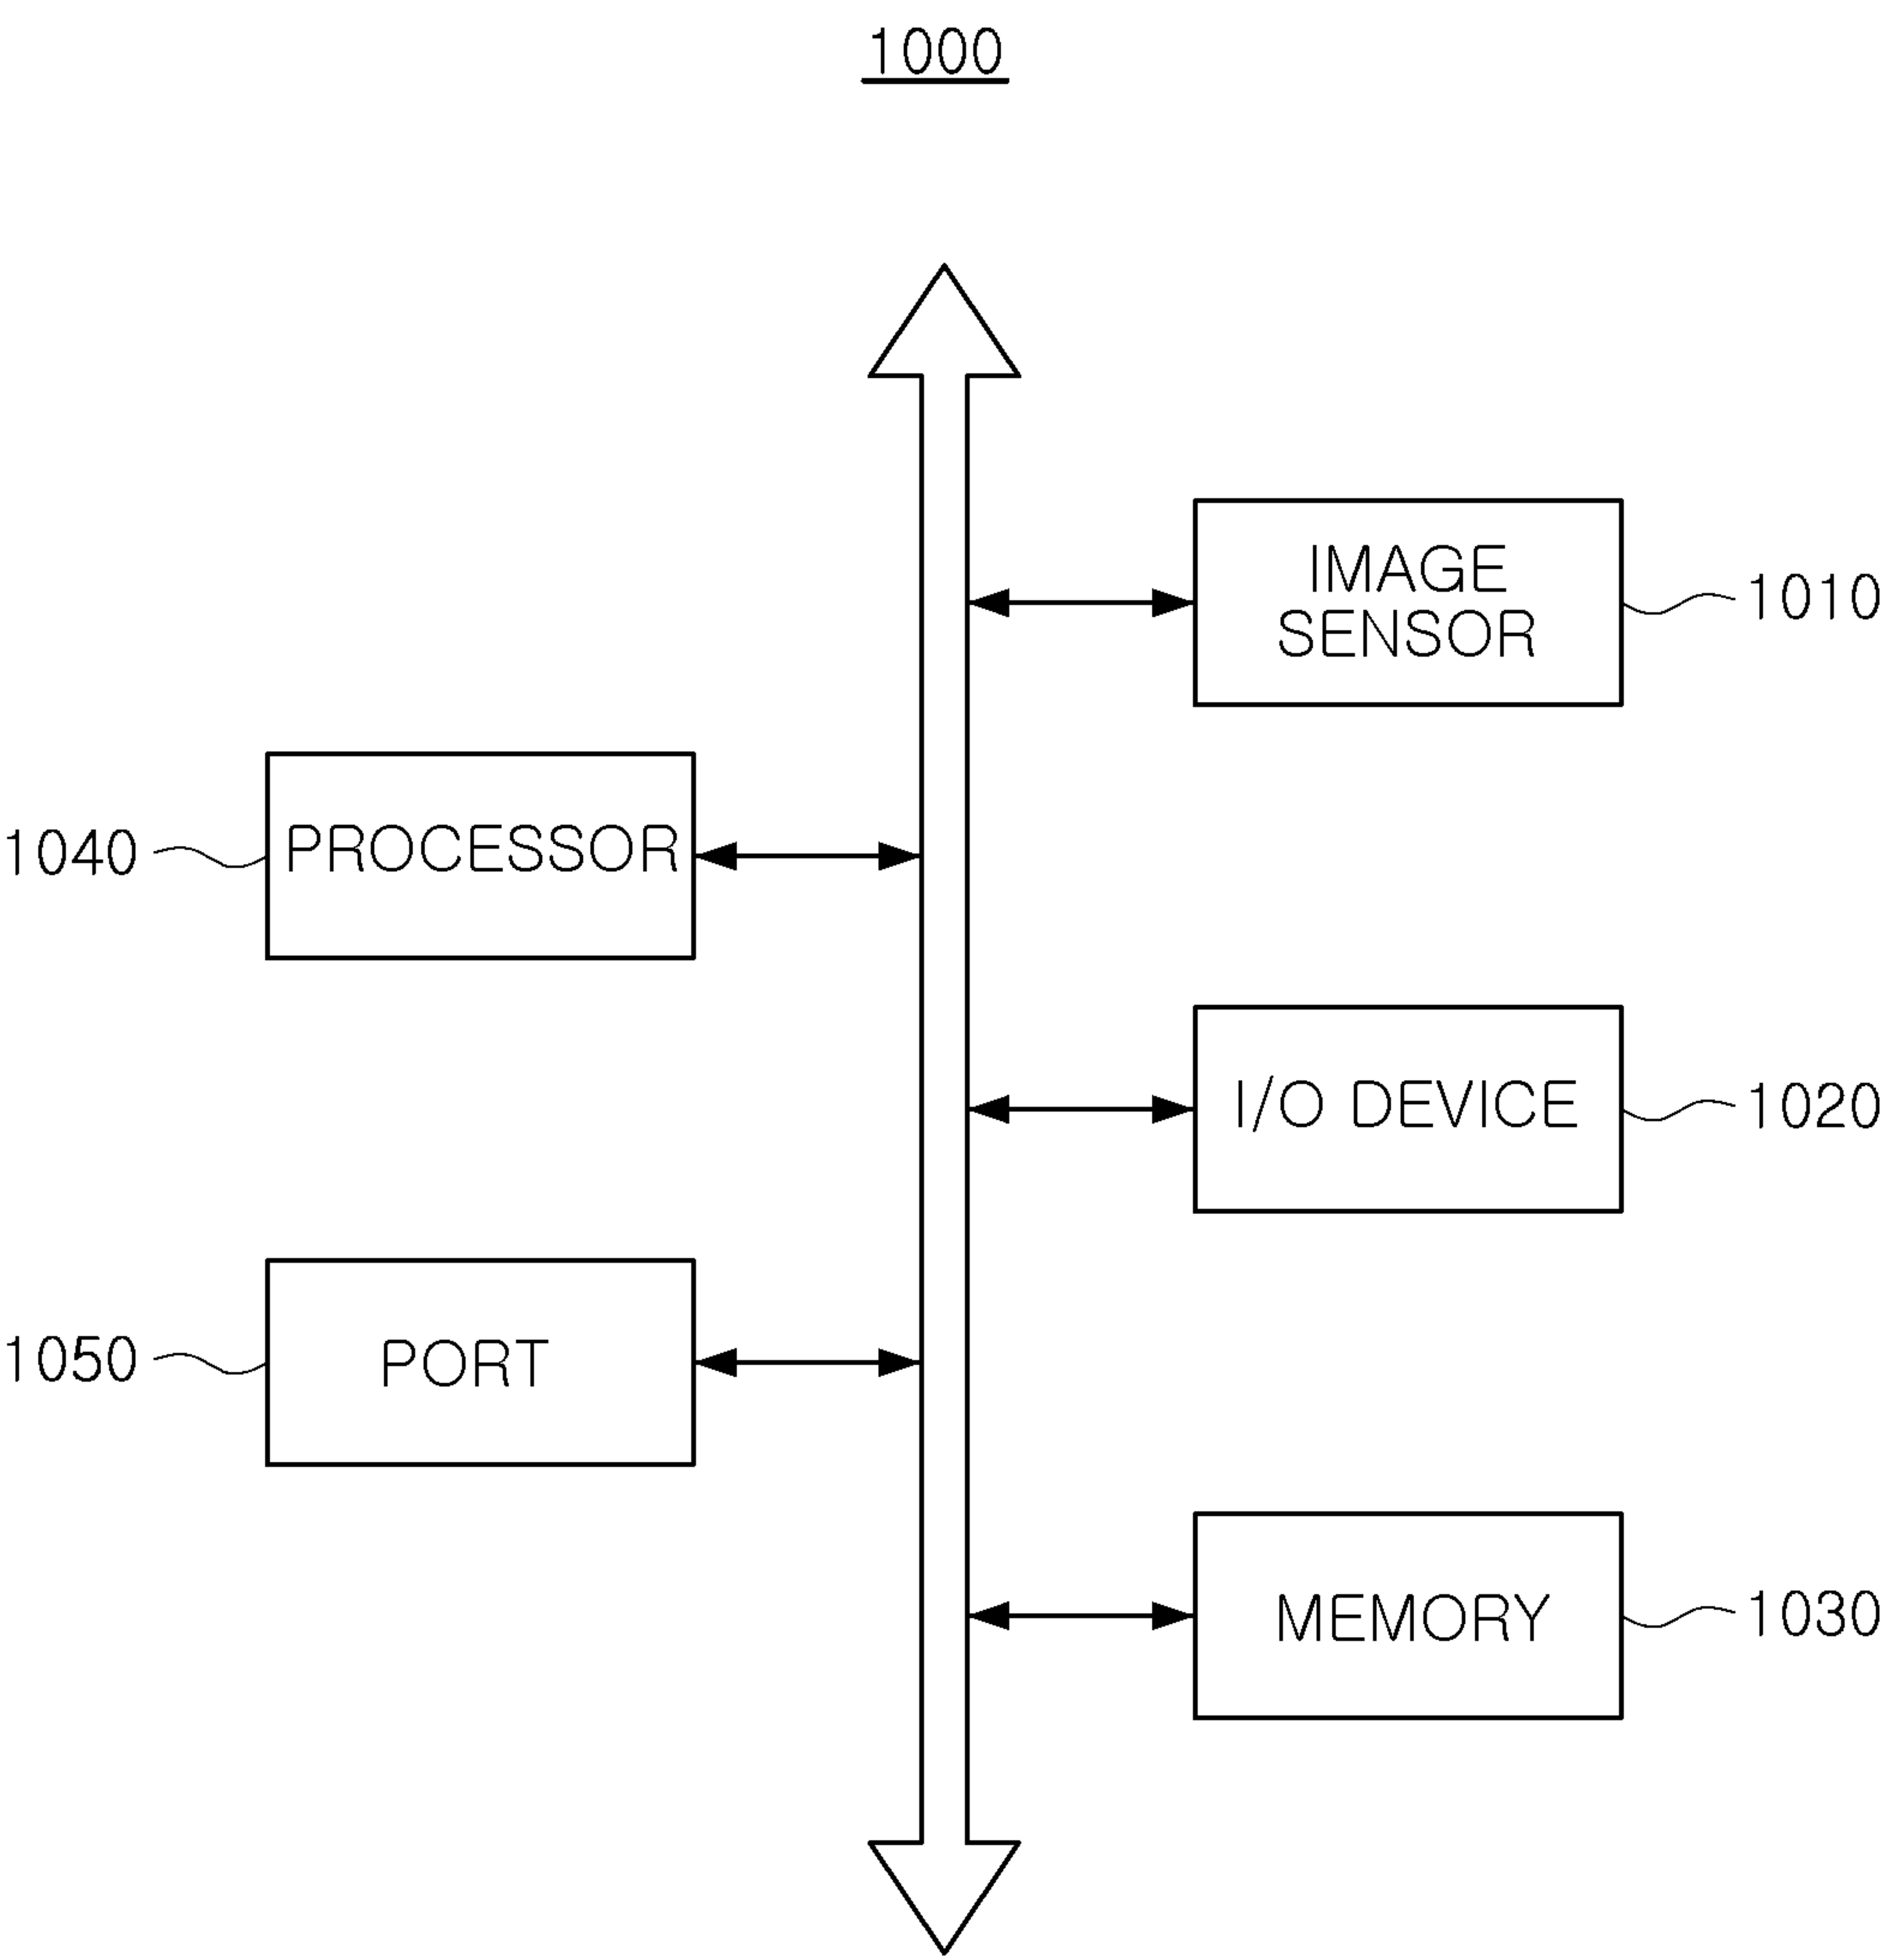 1000
IMAGE
SENSOR
1010
1040
PROCESSOR
I/O DEVICE
1020
1050
PORT
MEMORY
1030